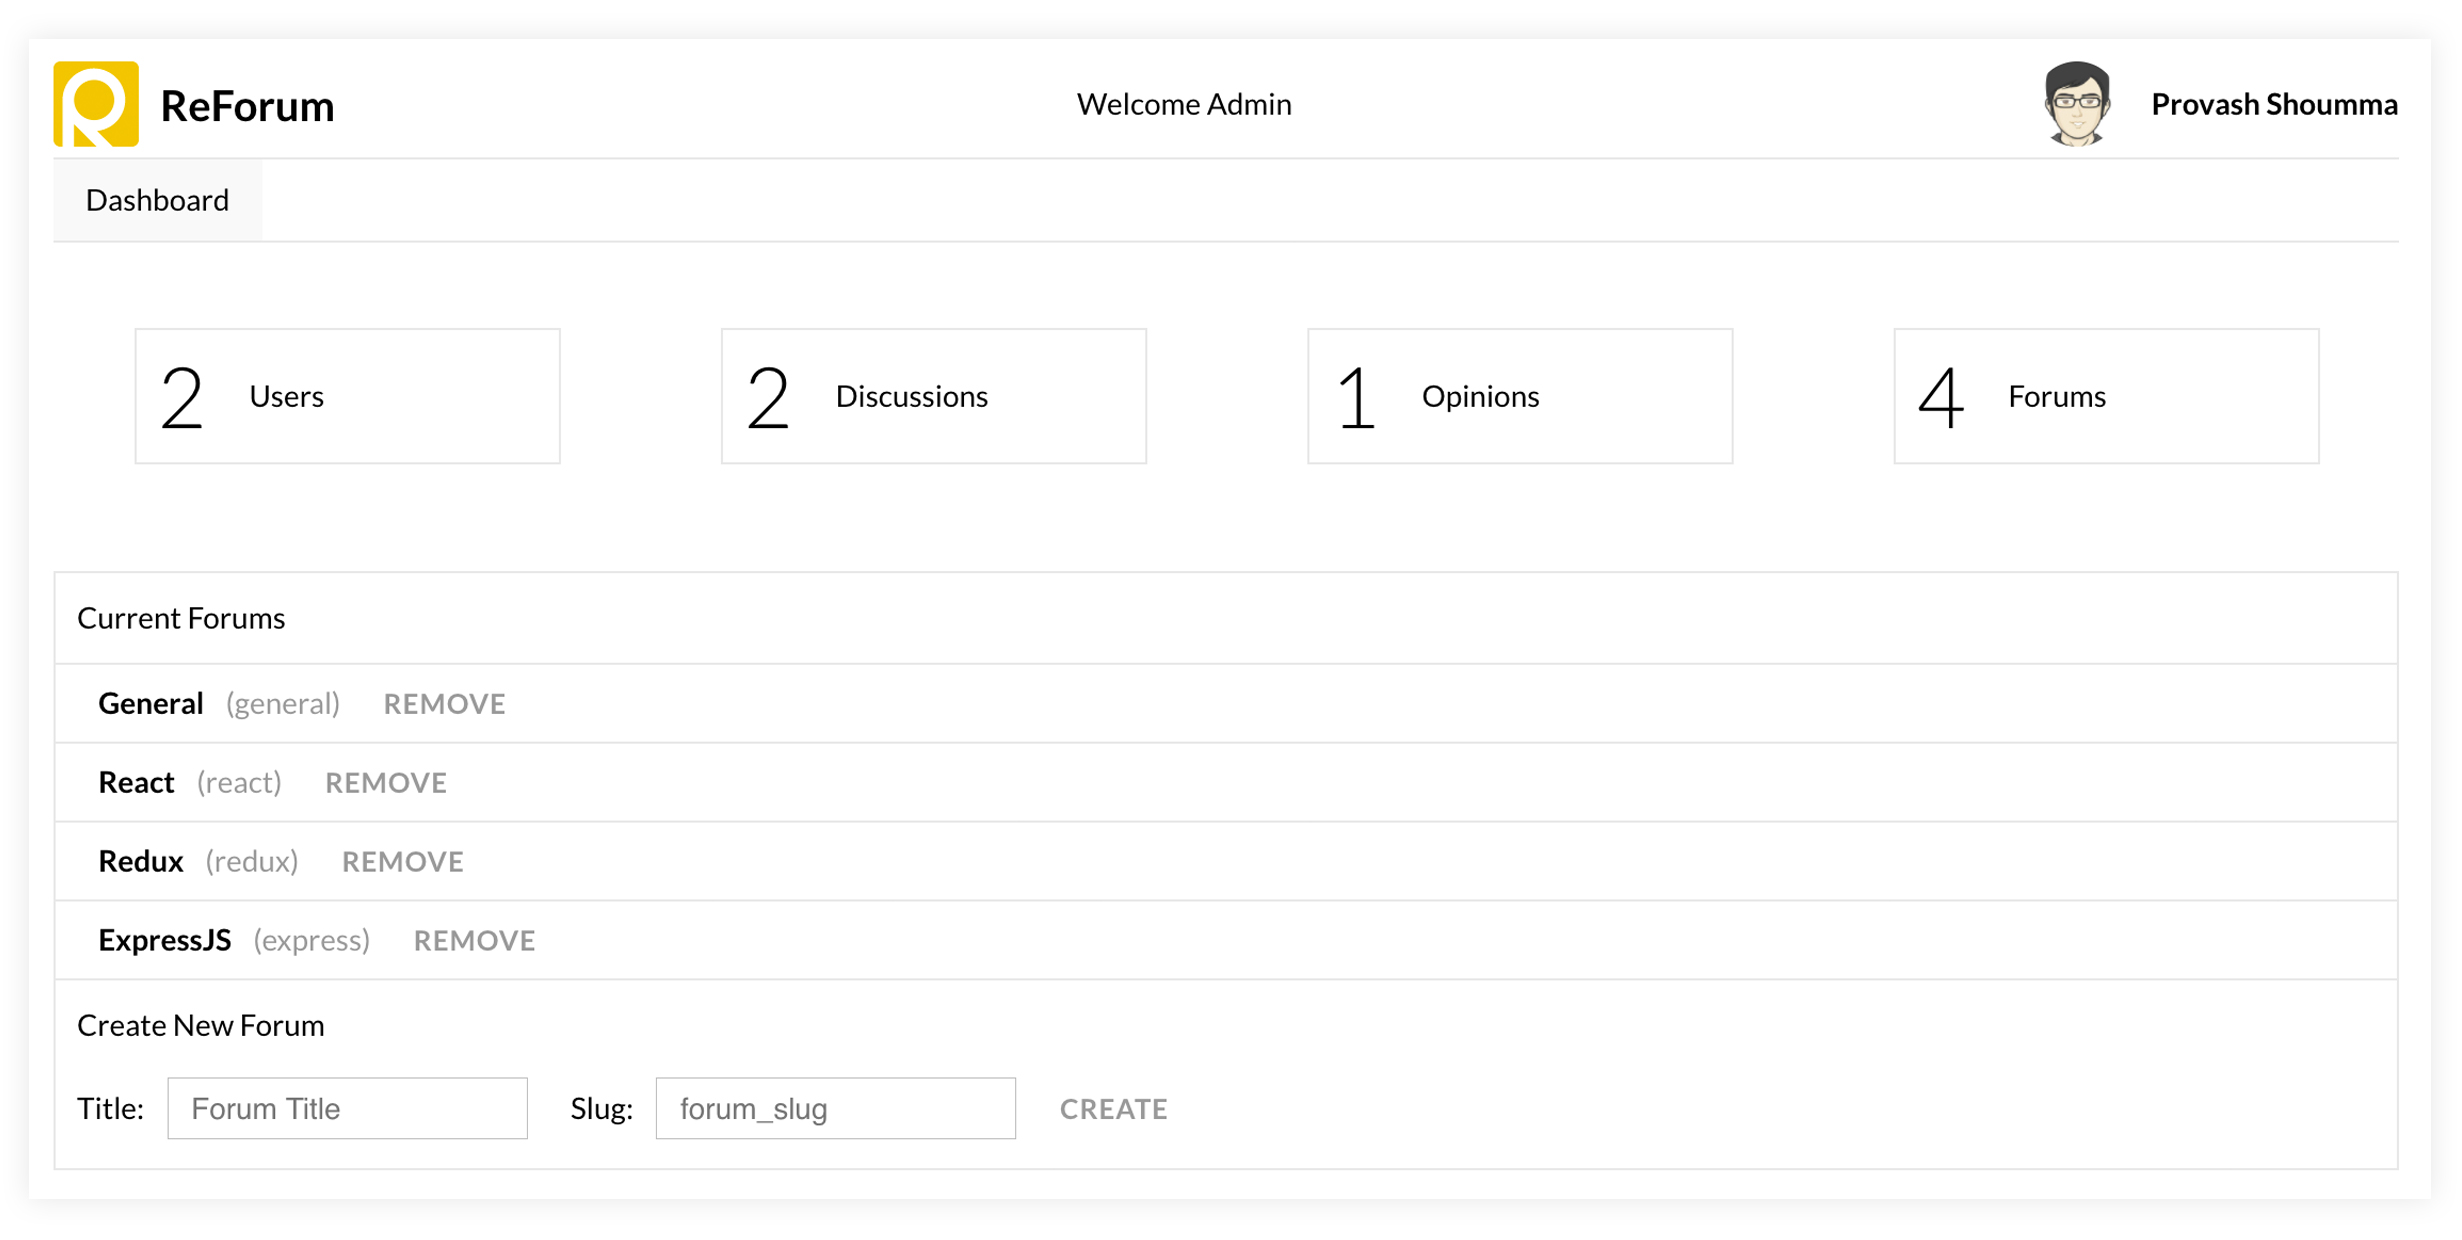 ReForum
Welcome Admin
Provash Shoumma
Dashboard
2 Users
2 Discussions
1 Opinions
4 Forums
Current Forums
General (general) REMOVE
React (react) REMOVE
Redux (redux) REMOVE
ExpressJS (express) REMOVE
Create New Forum
Title: Forum Title Slug: forum_slug CREATE